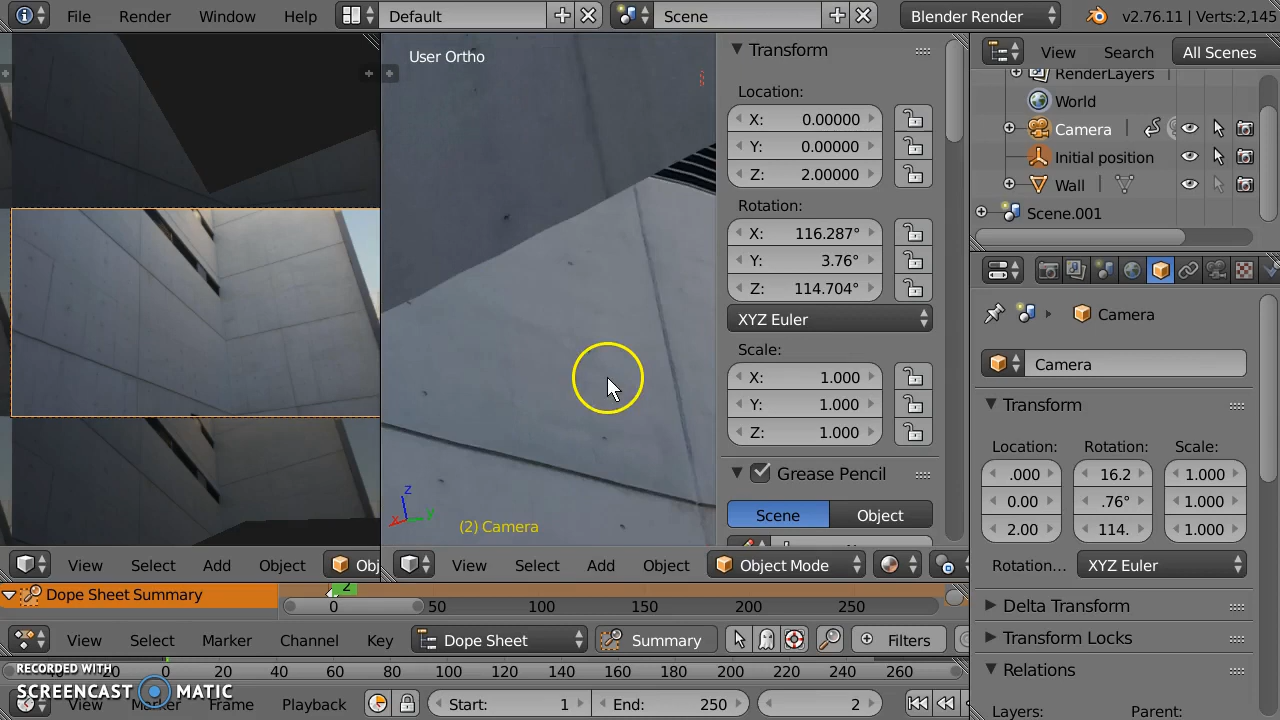 File Render Window Help Default Scene Blender Render v2.76.11 | Verts:2,145
User Ortho
(2) Camera
View Select Add Object Obj
View Select Add Object Object Mode
Transform
Location:
X: 0.00000
Y: 0.00000
Z: 2.00000
Rotation:
X: 116.287°
Y: 3.76°
Z: 114.704°
XYZ Euler
Scale:
X: 1.000
Y: 1.000
Z: 1.000
Grease Pencil
Scene Object
View Search All Scenes
RenderLayers
World
Camera
Initial position
Wall
Scene.001
Camera
Camera
Transform
Location: Rotation: Scale:
.000 16.2 1.000
0.00 .76° 1.000
2.00 114. 1.000
Rotation... XYZ Euler
Delta Transform
Transform Locks
Relations
Layers: Parent:
Dope Sheet Summary
2
0 50 100 150 200 250
View Select Marker Channel Key Dope Sheet Summary Filters
0 20 40 60 80 100 120 140 160 180 200 220 240 260
View Marker Frame Playback Start: 1 End: 250 2
RECORDED WITH
SCREENCAST MATIC
z
x
y